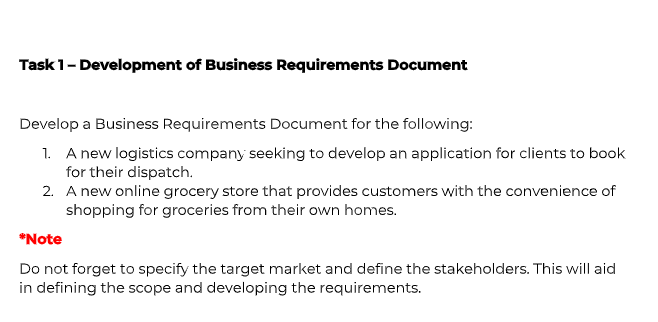 Task 1 – Development of Business Requirements Document
Develop a Business Requirements Document for the following:
1. A new logistics company seeking to develop an application for clients to book
for their dispatch.
2. A new online grocery store that provides customers with the convenience of
shopping for groceries from their own homes.
*Note
Do not forget to specify the target market and define the stakeholders. This will aid
in defining the scope and developing the requirements.